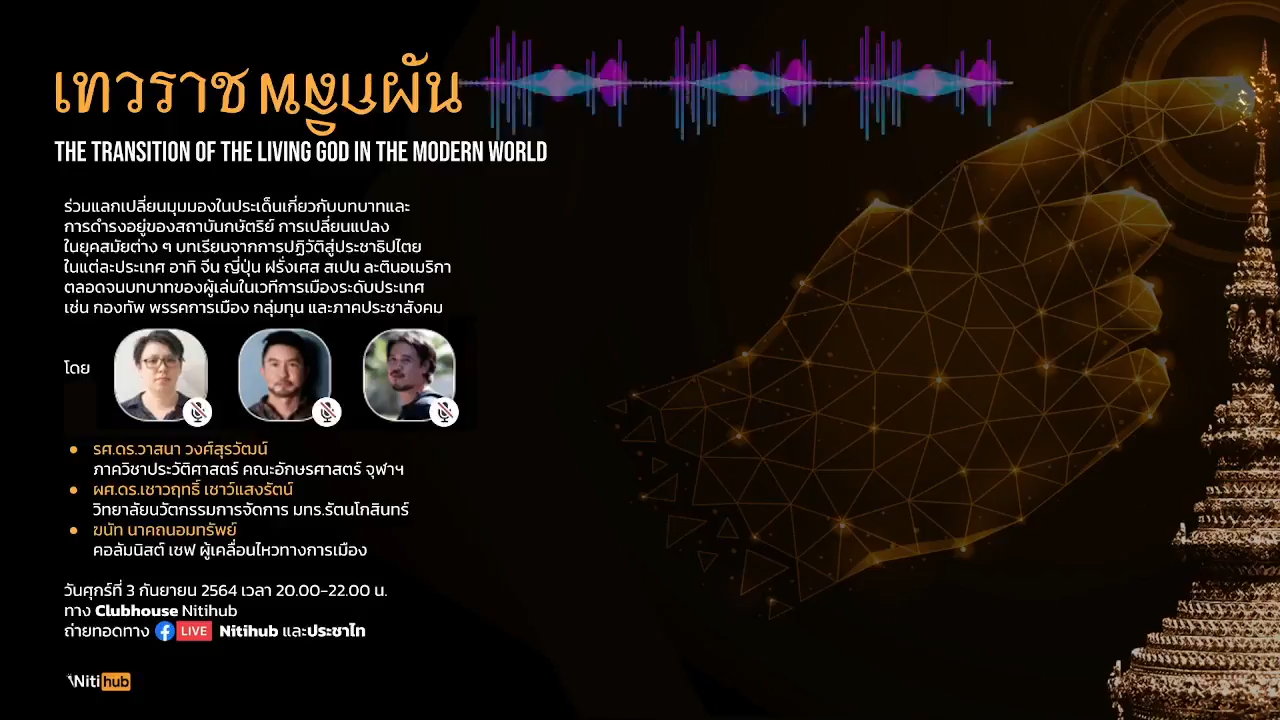 เทวราช หมุนผัน
THE TRANSITION OF THE LIVING GOD IN THE MODERN WORLD
ร่วมแลกเปลี่ยนมุมมองในประเด็นเกี่ยวกับบทบาทและ
การดำรงอยู่ของสถาบันกษัตริย์ การเปลี่ยนแปลง
ในยุคสมัยต่าง ๆ บทเรียนจากการปฏิวัติสู่ประชาธิปไตย
ในแต่ละประเทศ อาทิ จีน ญี่ปุ่น ฝรั่งเศส สเปน ละตินอเมริกา
ตลอดจนบทบาทของผู้เล่นในเวทีการเมืองระดับประเทศ
เช่น กองทัพ พรรคการเมือง กลุ่มทุน และภาคประชาสังคม
โดย
• รศ.ดร.วาสนา วงศ์สุรวัฒน์
ภาควิชาประวัติศาสตร์ คณะอักษรศาสตร์ จุฬาฯ
• ผศ.ดร.เชาวฤทธิ์ เชาว์แสงรัตน์
วิทยาลัยนวัตกรรมการจัดการ มทร.รัตนโกสินทร์
• ฆนัท นาคถนอมทรัพย์
คอลัมนิสต์ เชฟ ผู้เคลื่อนไหวทางการเมือง
วันศุกร์ที่ 3 กันยายน 2564 เวลา 20.00-22.00 น.
ทาง Clubhouse Nitihub
ถ่ายทอดทาง f LIVE Nitihub และประชาไท
Niti hub